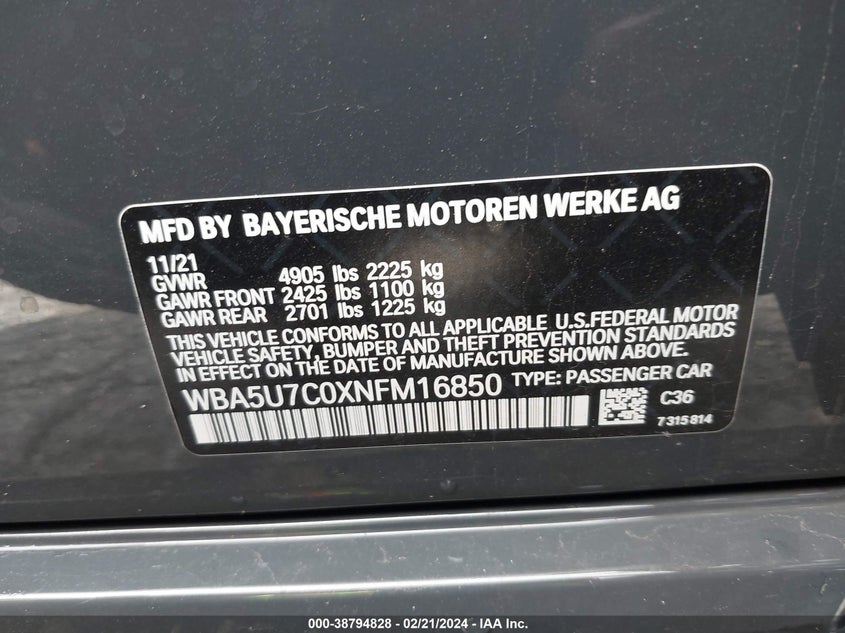 MFD BY BAYERISCHE MOTOREN WERKE AG
11/21
GVWR 4905 lbs 2225 kg
GAWR FRONT 2425 lbs 1100 kg
GAWR REAR 2701 lbs 1225 kg
THIS VEHICLE CONFORMS TO ALL APPLICABLE U.S.FEDERAL MOTOR
VEHICLE SAFETY, BUMPER AND THEFT PREVENTION STANDARDS
IN EFFECT ON THE DATE OF MANUFACTURE SHOWN ABOVE.
WBA5U7C0XNFM16850 TYPE: PASSENGER CAR
C36
7 315 814
000-38794828 - 02/21/2024 - IAA Inc.